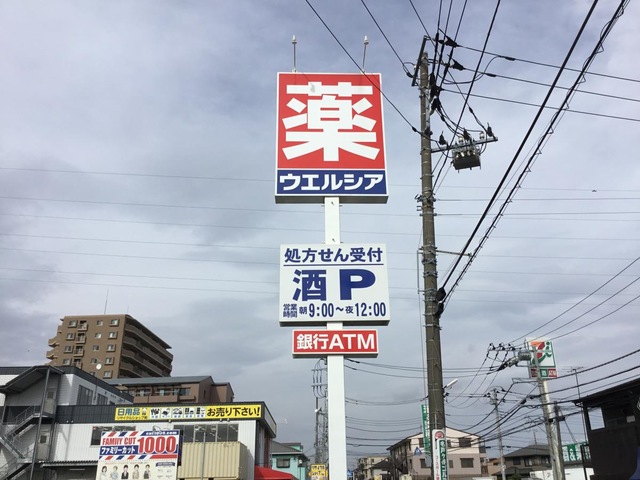 薬
ウエルシア
処方せん受付
酒 P
営業時間 朝9:00～夜12:00
銀行ATM
日用品
お売り下さい
FAMILY CUT 1000
ファミリーカット